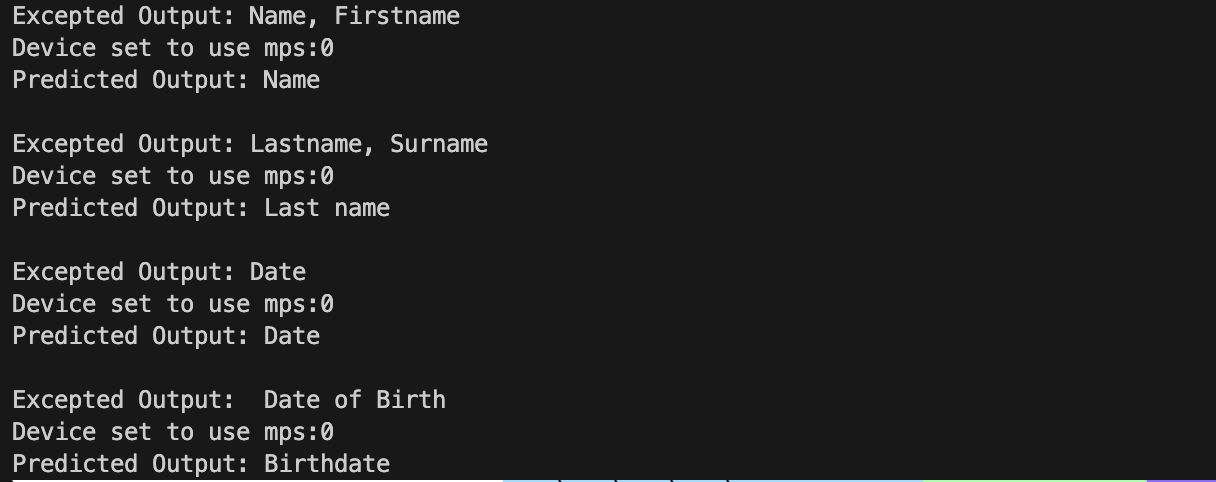 Excepted Output: Name, Firstname
Device set to use mps:0
Predicted Output: Name
Excepted Output: Lastname, Surname
Device set to use mps:0
Predicted Output: Last name
Excepted Output: Date
Device set to use mps:0
Predicted Output: Date
Excepted Output:  Date of Birth
Device set to use mps:0
Predicted Output: Birthdate